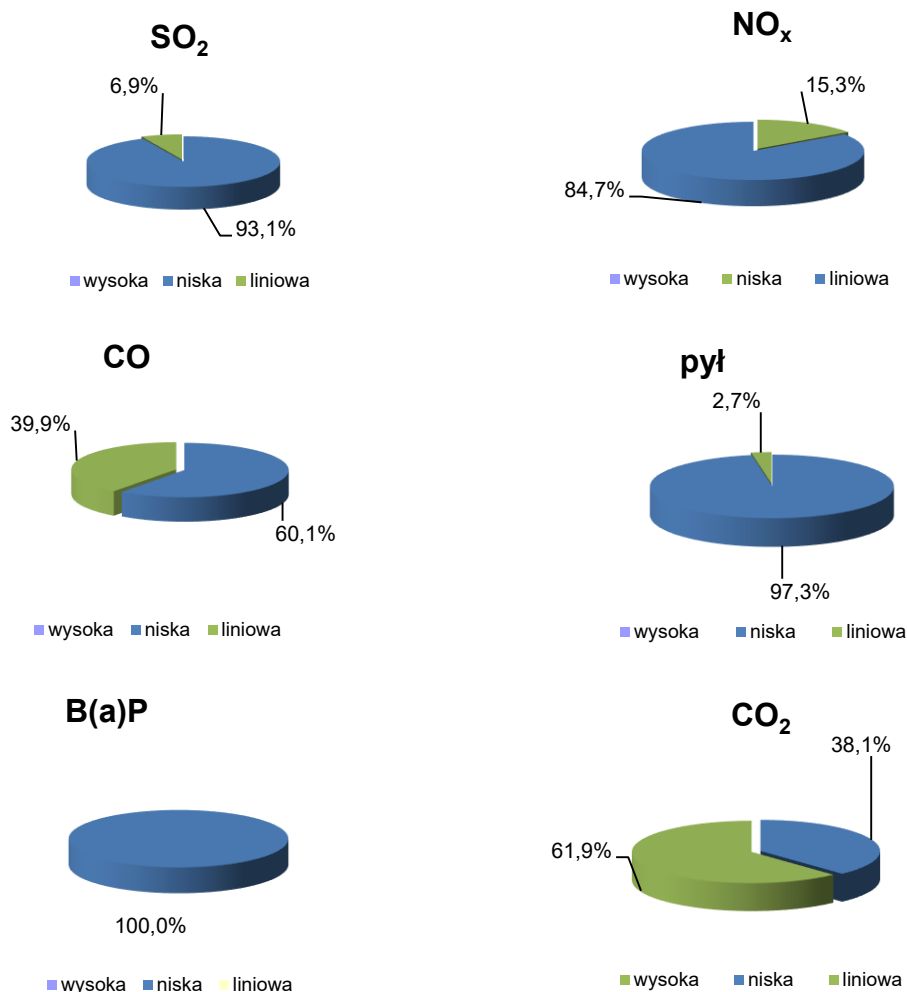 SO₂
6,9%
93,1%
wysoka niska liniowa
NOₓ
15,3%
84,7%
wysoka niska liniowa
CO
39,9%
60,1%
wysoka niska liniowa
pył
2,7%
97,3%
wysoka niska liniowa
B(a)P
100,0%
wysoka niska liniowa
CO₂
38,1%
61,9%
wysoka niska liniowa